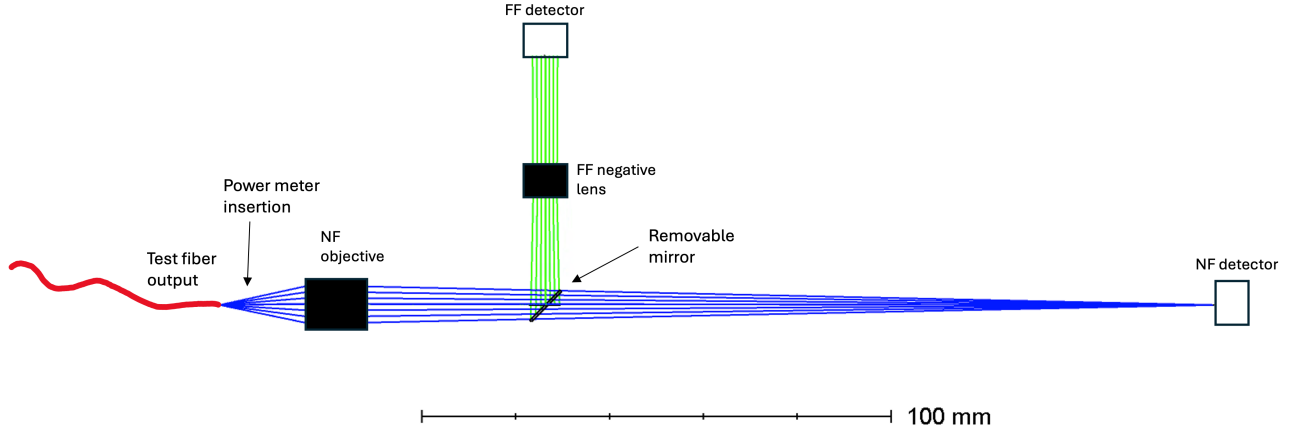 FF detector
FF negative
lens
Power meter
insertion
NF
objective
Removable
mirror
Test fiber
output
NF detector
100 mm